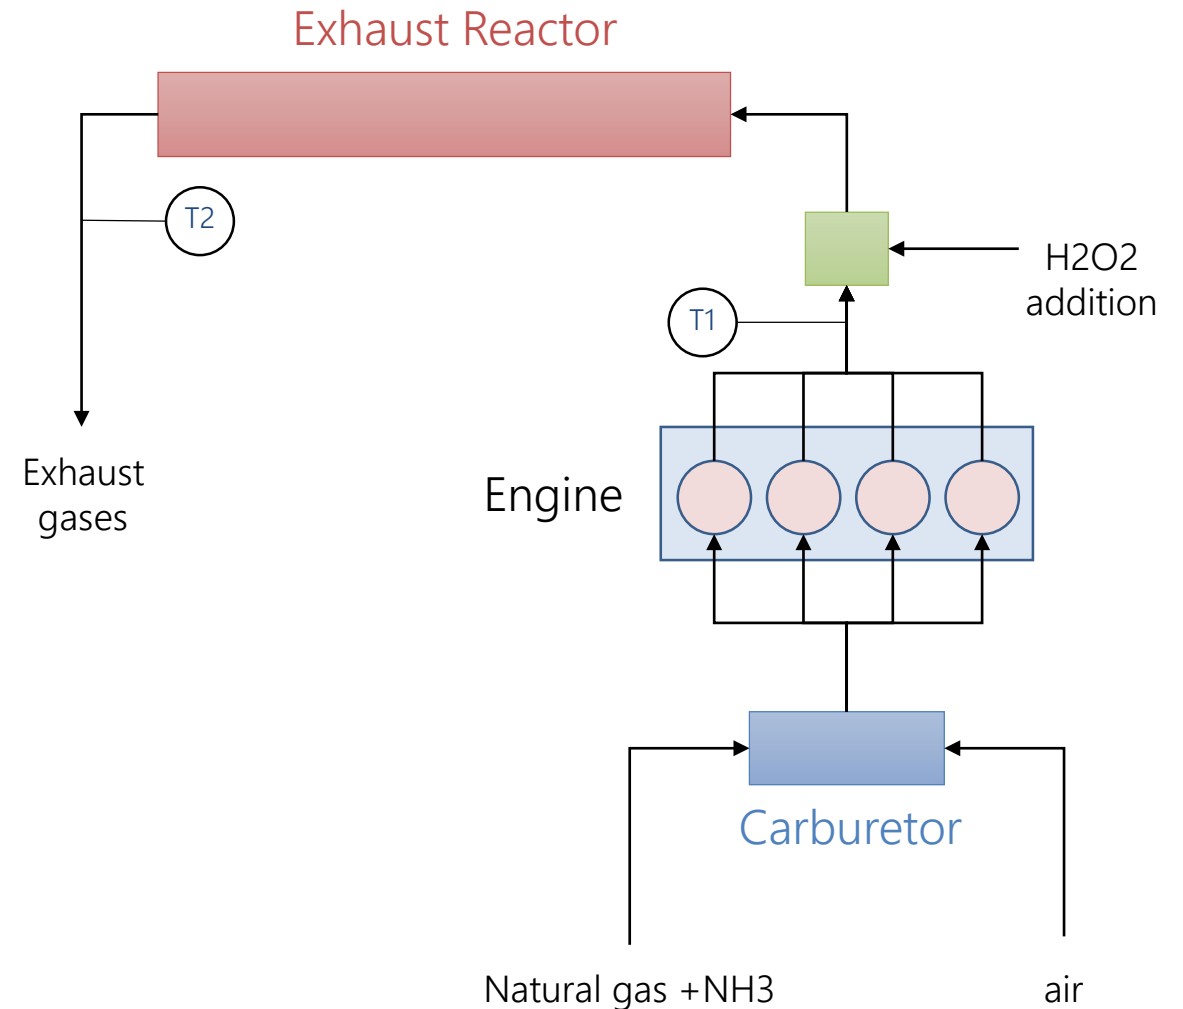 Exhaust Reactor
T2
H2O2
addition
T1
Exhaust
gases
Engine
Carburetor
Natural gas +NH3
air